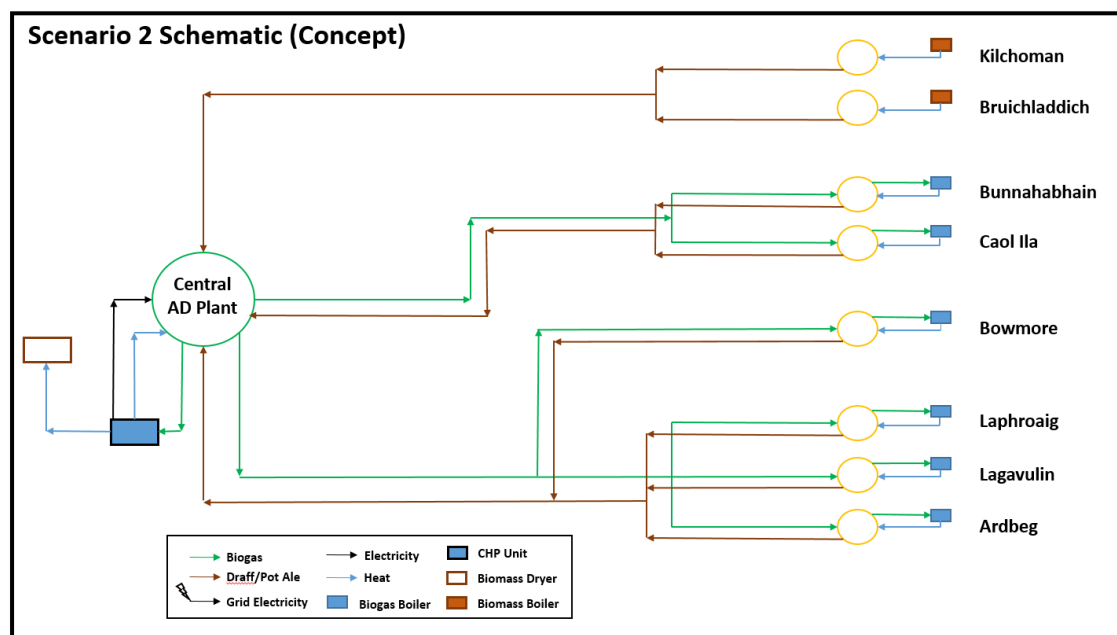 Scenario 2 Schematic (Concept)
Kilchoman
Bruichladdich
Bunnahabhain
Caol Ila
Central
AD Plant
Bowmore
Laphroaig
Lagavulin
Ardbeg
Biogas
Electricity
CHP Unit
Draff/Pot Ale
Heat
Biomass Dryer
Grid Electricity
Biogas Boiler
Biomass Boiler